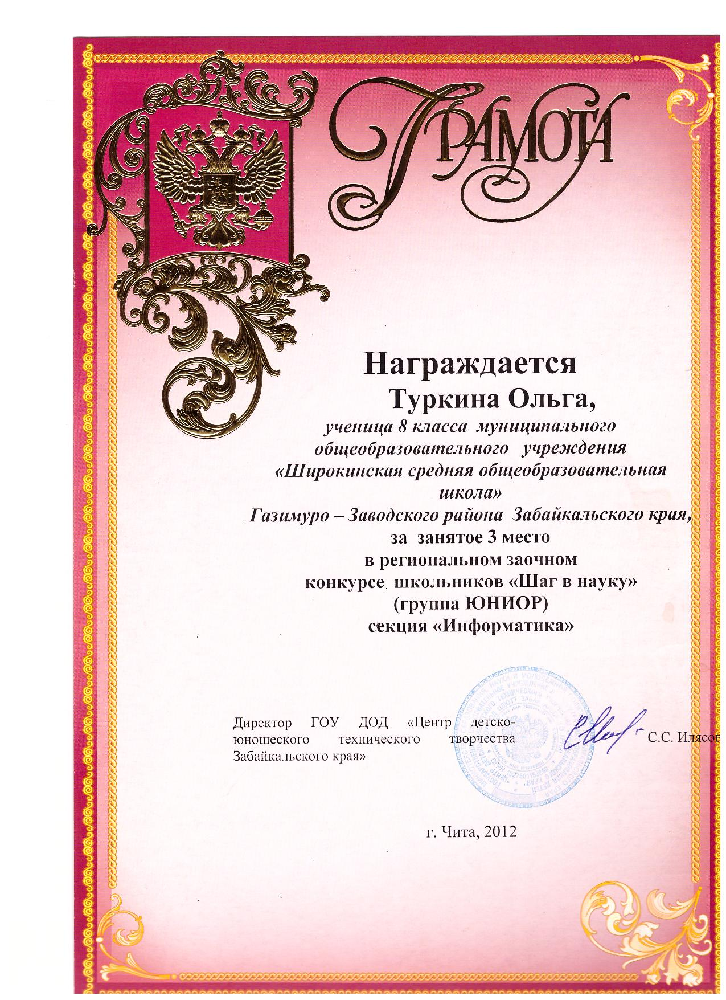 Грамота
Награждается
Туркина Ольга,
ученица 8 класса муниципального
общеобразовательного учреждения
«Широкинская средняя общеобразовательная
школа»
Газимуро – Заводского района Забайкальского края,
за занятое 3 место
в региональном заочном
конкурсе школьников «Шаг в науку»
(группа ЮНИОР)
секция «Информатика»
Директор ГОУ ДОД «Центр детско-
юношеского технического творчества
Забайкальского края»
С.С. Илясов
г. Чита, 2012